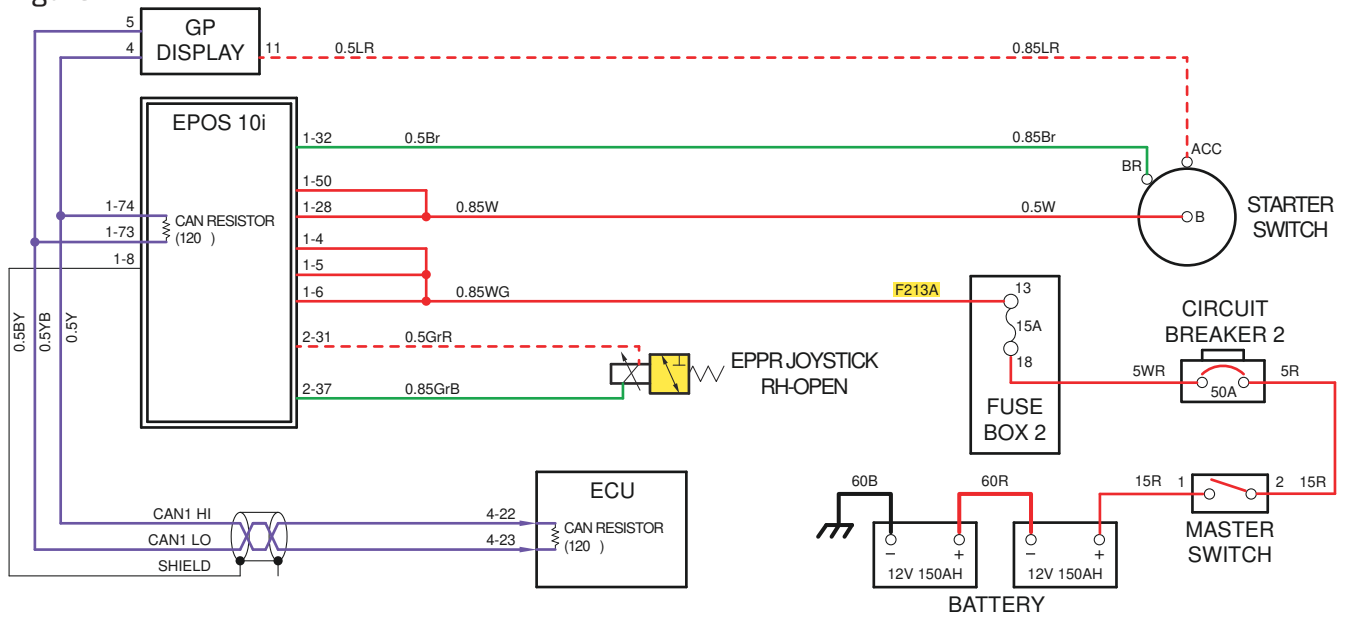 5
4
GP
DISPLAY
11
0.5LR
0.85LR
EPOS 10i
1-32
0.5Br
0.85Br
BR
ACC
1-50
1-28
0.85W
0.5W
B
STARTER
SWITCH
1-74
1-73
1-8
CAN RESISTOR
(120 )
1-4
1-5
1-6
0.85WG
F213A
13
15A
18
FUSE
BOX 2
CIRCUIT
BREAKER 2
5WR
50A
5R
2-31
0.5GrR
2-37
0.85GrB
EPPR JOYSTICK
RH-OPEN
0.5BY
0.5YB
0.5Y
CAN1 HI
CAN1 LO
SHIELD
4-22
4-23
ECU
CAN RESISTOR
(120 )
60B
60R
15R
1
2
15R
MASTER
SWITCH
–
+
12V 150AH
–
+
12V 150AH
BATTERY